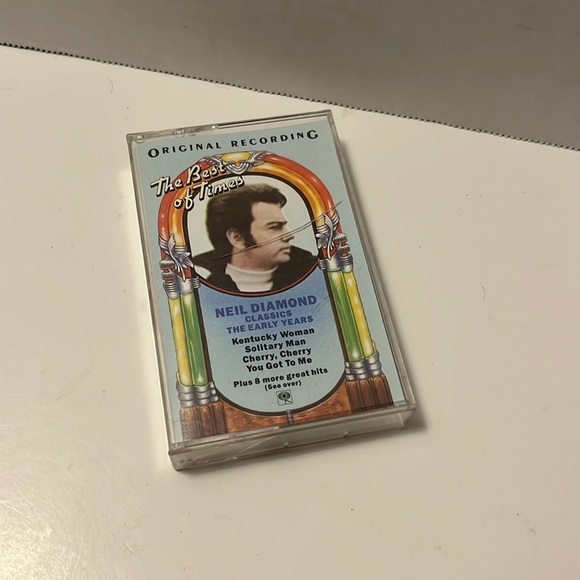 ORIGINAL RECORDING
The Best
of Times
NEIL DIAMOND
CLASSICS
THE EARLY YEARS
Kentucky Woman
Solitary Man
Cherry, Cherry
You Got To Me
Plus 8 more great hits
(See over)